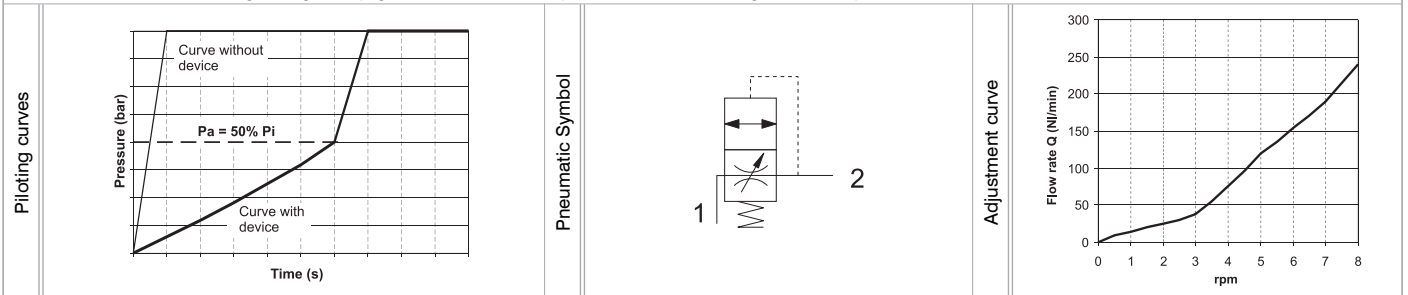 Piloting curves
Pressure (bar)
Curve without
device
Pa = 50% Pi
Curve with
device
Time (s)
Pneumatic Symbol
1
2
Adjustment curve
Flow rate Q (Nl/min)
300
250
200
150
100
50
0
0 1 2 3 4 5 6 7 8
rpm